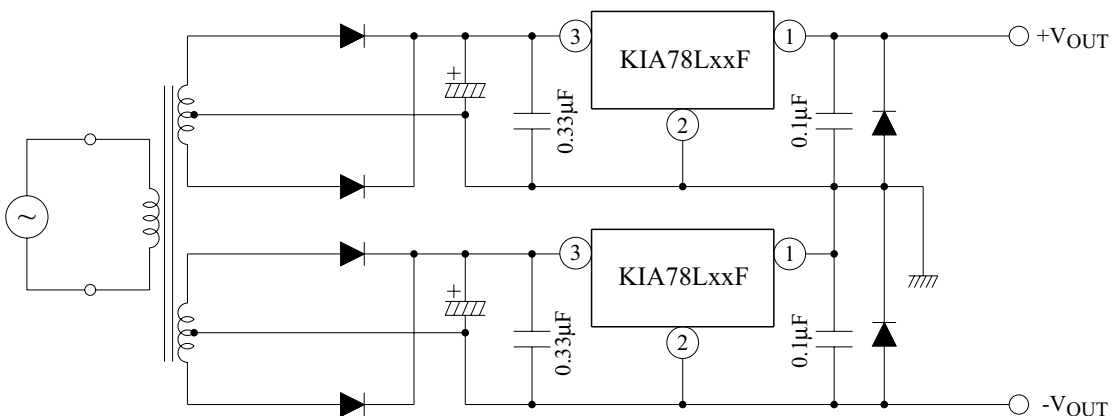 3
KIA78LxxF
1
+VOUT
+
0.33µF
2
0.1µF
~
3
KIA78LxxF
1
+
0.33µF
2
0.1µF
-VOUT